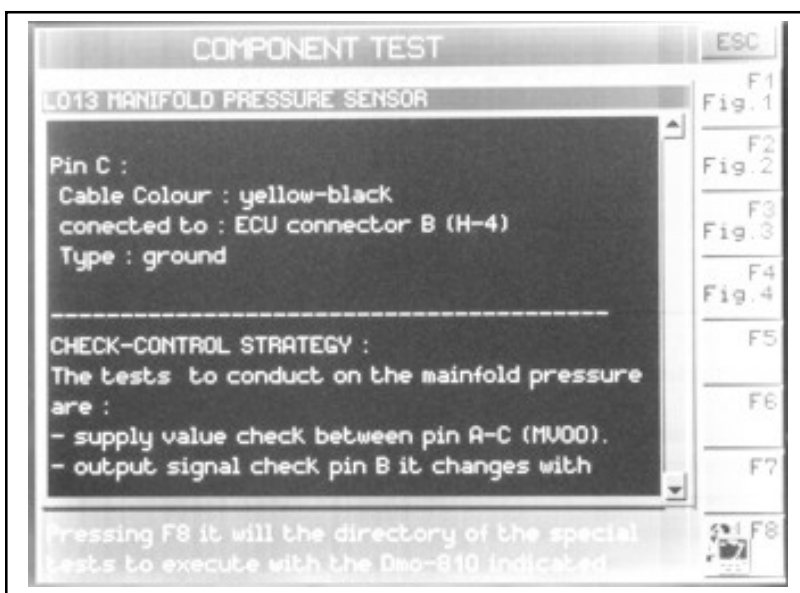 COMPONENT TEST
ESC
L013 MANIFOLD PRESSURE SENSOR
F1
Fig.1
F2
Fig.2
F3
Fig.3
F4
Fig.4
F5
F6
F7
F8
Pin C :
Cable Colour : yellow-black
conected to : ECU connector B (H-4)
Type : ground
----------------------------------------
CHECK-CONTROL STRATEGY :
The tests to conduct on the mainfold pressure
are :
- supply value check between pin A-C (MV00).
- output signal check pin B it changes with
Pressing F8 it will the directory of the special
tests to execute with the Dmo-810 indicated